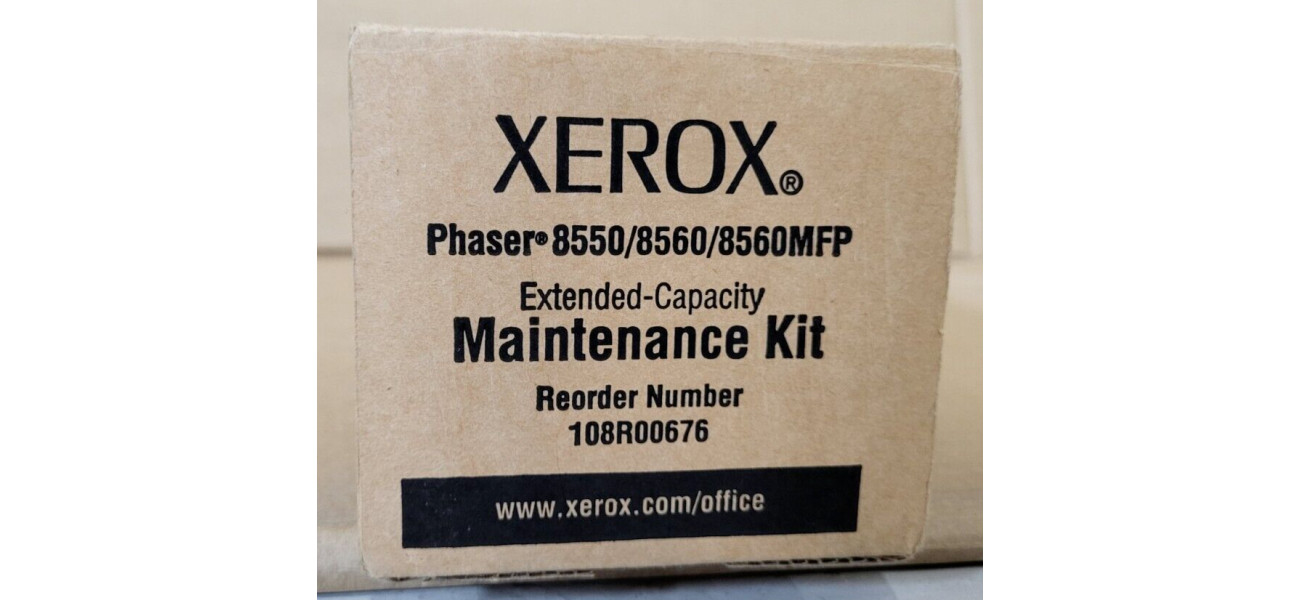 XEROX®
Phaser® 8550/8560/8560MFP
Extended-Capacity
Maintenance Kit
Reorder Number
108R00676
www.xerox.com/office